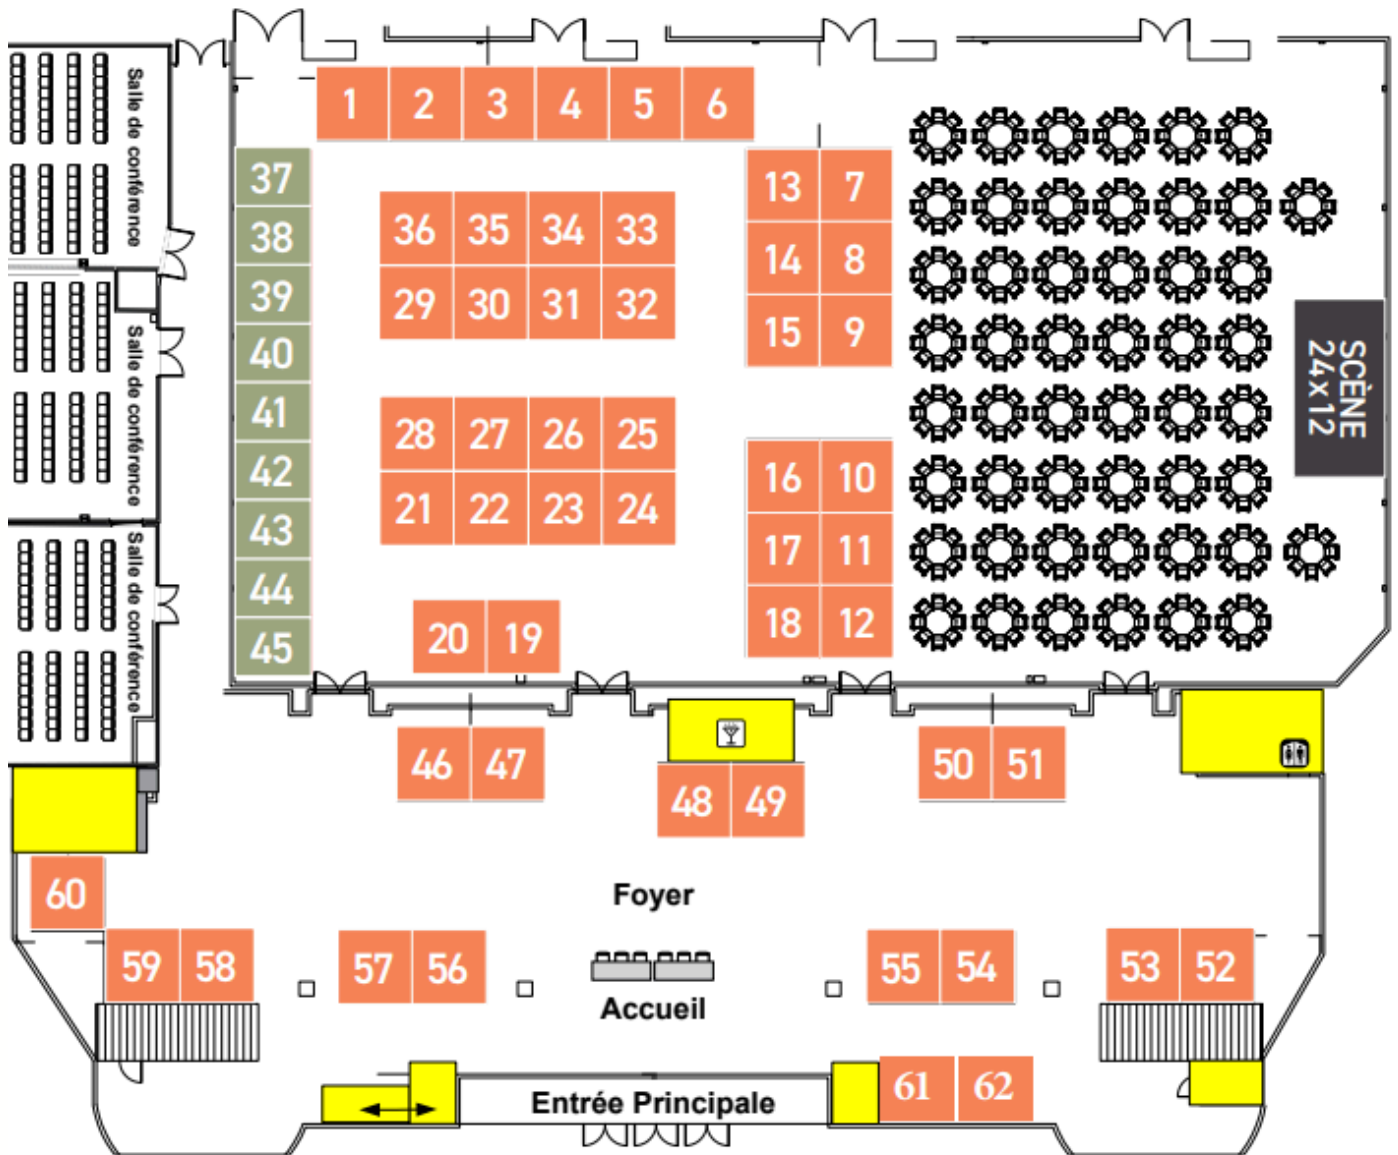 1 2 3 4 5 6
Salle de conférence
37
13 7
38
36 35 34 33
14 8
39
29 30 31 32
15 9
40
Salle de conférence
SCÈNE
24x12
41
28 27 26 25
42
16 10
43
21 22 23 24
17 11
44
Salle de conférence
18 12
45
20 19
46 47
50 51
48 49
60
Foyer
59 58
57 56
55 54
53 52
Accueil
61 62
Entrée Principale